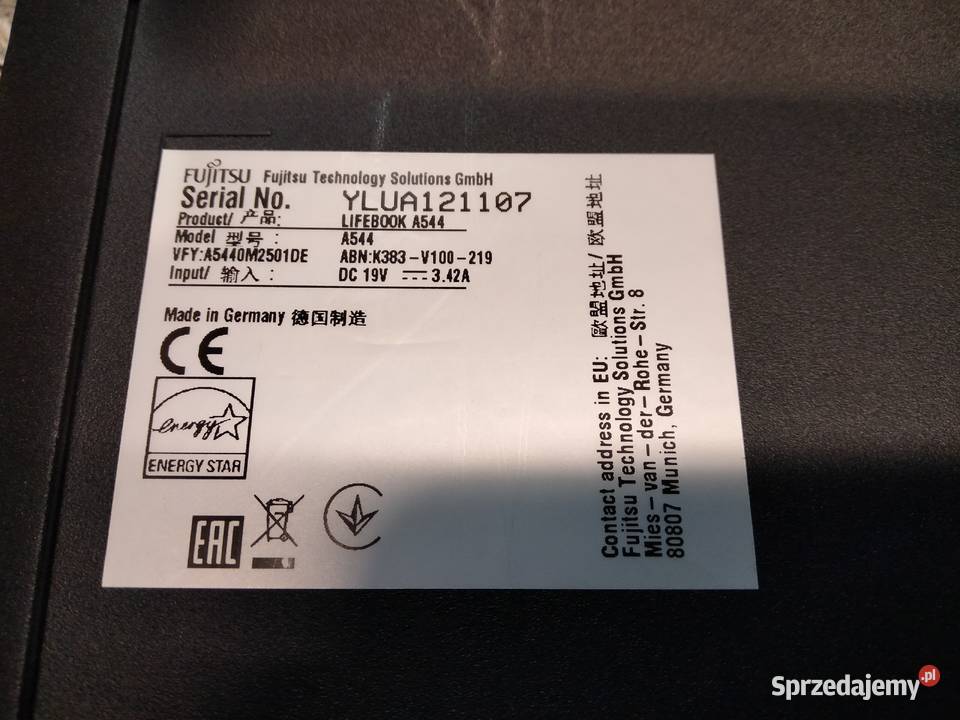 FUJITSU Fujitsu Technology Solutions GmbH
Serial No. YLUA121107
Product/ 产品: LIFEBOOK A544
Model 型号: A544
VFY:A5440M2501DE ABN:K383-V100-219
Input/ 输入: DC 19V ⎓ 3.42A
Made in Germany 德国制造
CE
energy
ENERGY STAR
EAC
Contact address in EU: 歐盟地址/ 欧盟地址
Fujitsu Technology Solutions GmbH
Mies-van-der-Rohe-Str. 8
80807 Munich, Germany
Sprzedajemy.pl